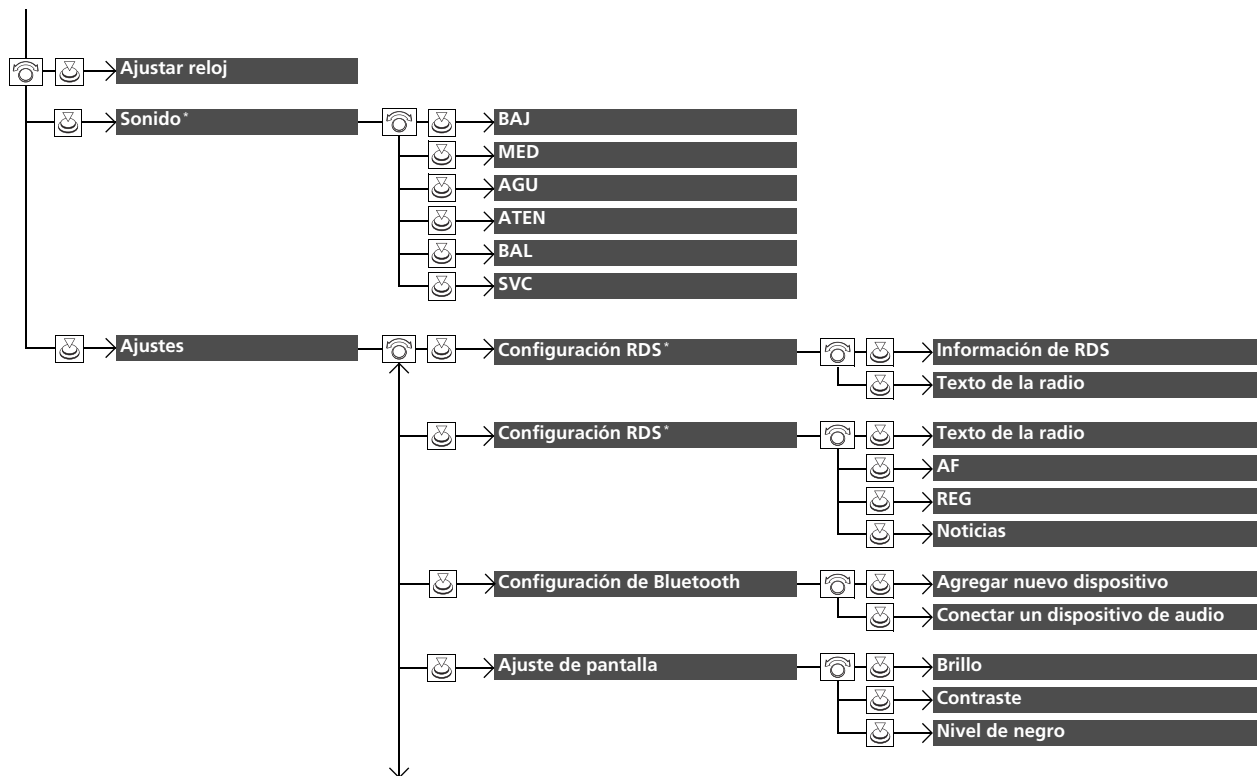 Ajustar reloj
Sonido*
BAJ
MED
AGU
ATEN
BAL
SVC
Ajustes
Configuración RDS*
Información de RDS
Texto de la radio
Configuración RDS*
Texto de la radio
AF
REG
Noticias
Configuración de Bluetooth
Agregar nuevo dispositivo
Conectar un dispositivo de audio
Ajuste de pantalla
Brillo
Contraste
Nivel de negro